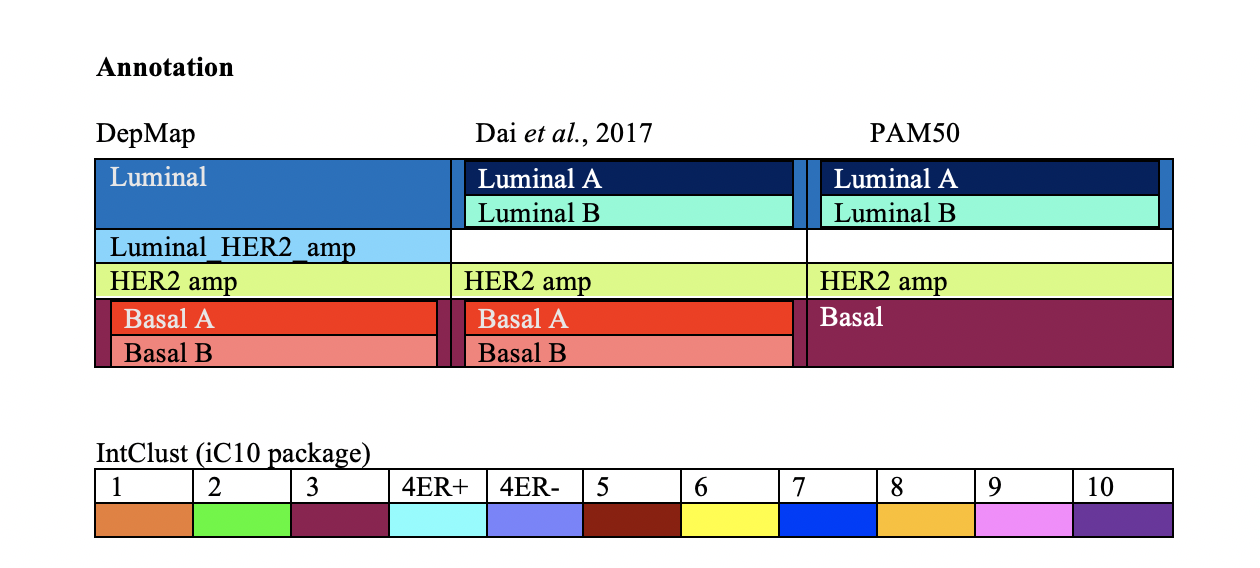 Annotation
DepMap Dai et al., 2017 PAM50
Luminal Luminal A Luminal A
Luminal B Luminal B
Luminal_HER2_amp
HER2 amp HER2 amp HER2 amp
Basal A Basal A Basal
Basal B Basal B
IntClust (iC10 package)
1 2 3 4ER+ 4ER- 5 6 7 8 9 10